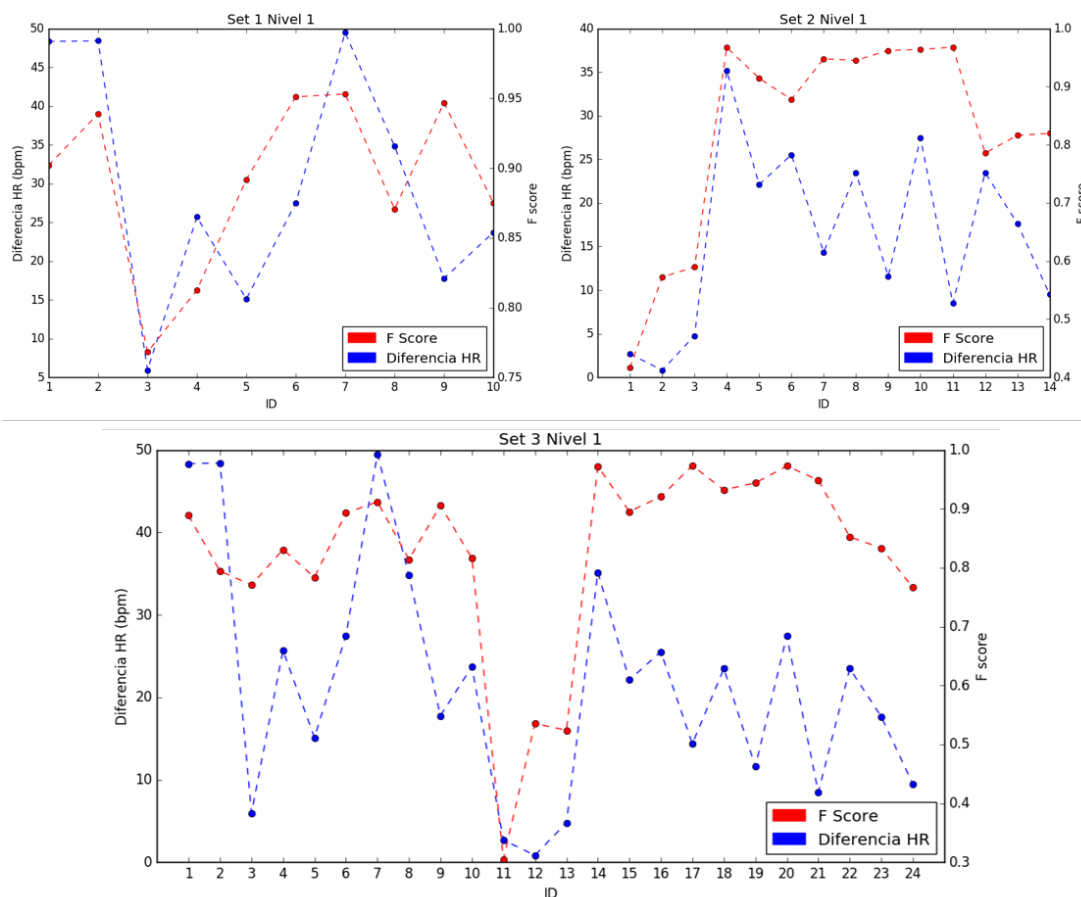 Set 1 Nivel 1
50
45
40
35
30
25
20
15
10
5
Diferencia HR (bpm)
1.00
0.95
0.90
0.85
0.80
0.75
F score
F Score
Diferencia HR
1 2 3 4 5 6 7 8 9 10
ID
Set 2 Nivel 1
40
35
30
25
20
15
10
5
0
Diferencia HR (bpm)
1.0
0.9
0.8
0.7
0.6
0.5
0.4
F score
F Score
Diferencia HR
1 2 3 4 5 6 7 8 9 10 11 12 13 14
ID
Set 3 Nivel 1
50
40
30
20
10
0
Diferencia HR (bpm)
1.0
0.9
0.8
0.7
0.6
0.5
0.4
0.3
F score
F Score
Diferencia HR
1 2 3 4 5 6 7 8 9 10 11 12 13 14 15 16 17 18 19 20 21 22 23 24
ID